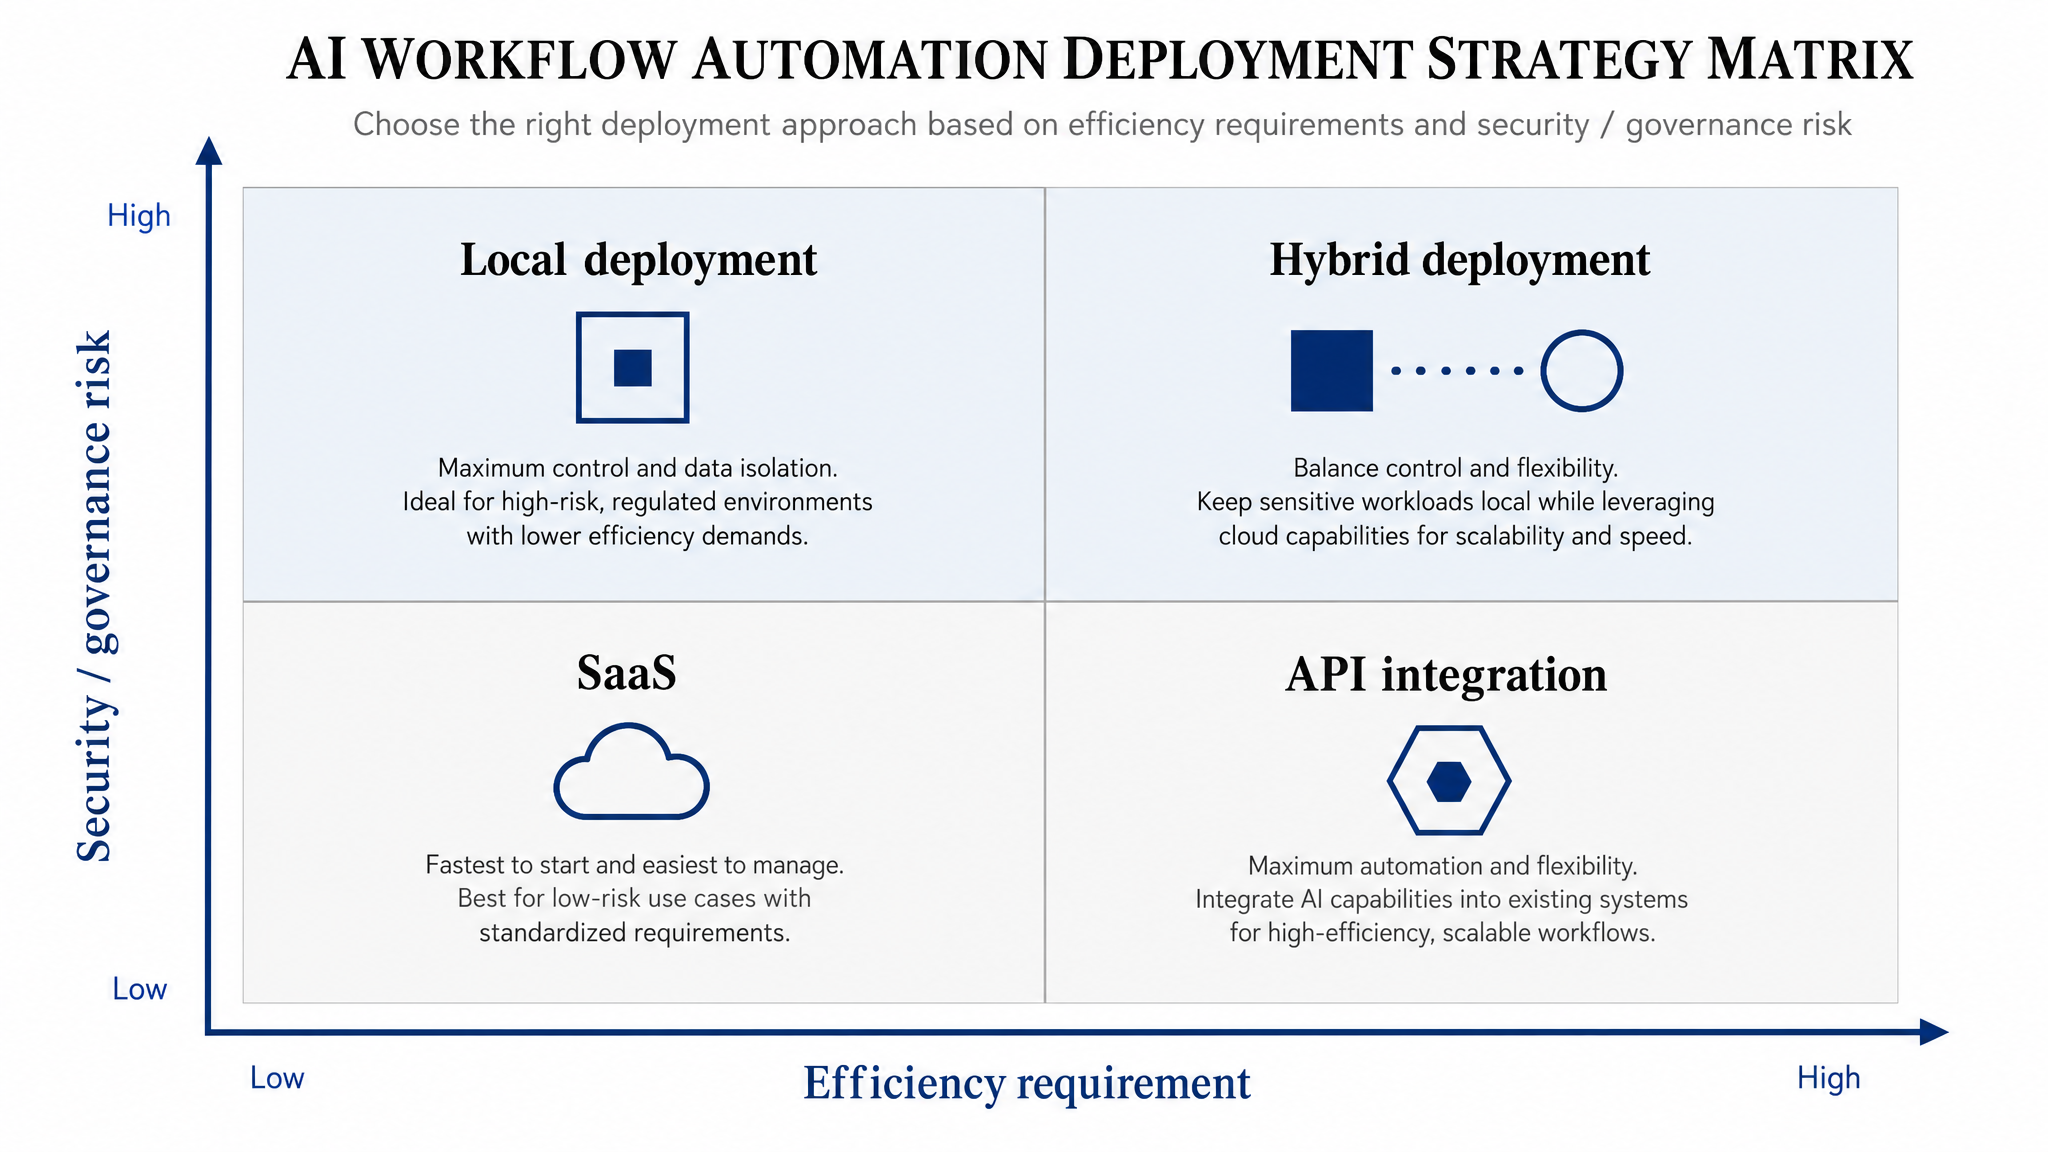 AI WORKFLOW AUTOMATION DEPLOYMENT STRATEGY MATRIX
Choose the right deployment approach based on efficiency requirements and security / governance risk
High
Security / governance risk
Low
Local deployment
Maximum control and data isolation.
Ideal for high-risk, regulated environments
with lower efficiency demands.
Hybrid deployment
Balance control and flexibility.
Keep sensitive workloads local while leveraging
cloud capabilities for scalability and speed.
SaaS
Fastest to start and easiest to manage.
Best for low-risk use cases with
standardized requirements.
API integration
Maximum automation and flexibility.
Integrate AI capabilities into existing systems
for high-efficiency, scalable workflows.
Low
Efficiency requirement
High